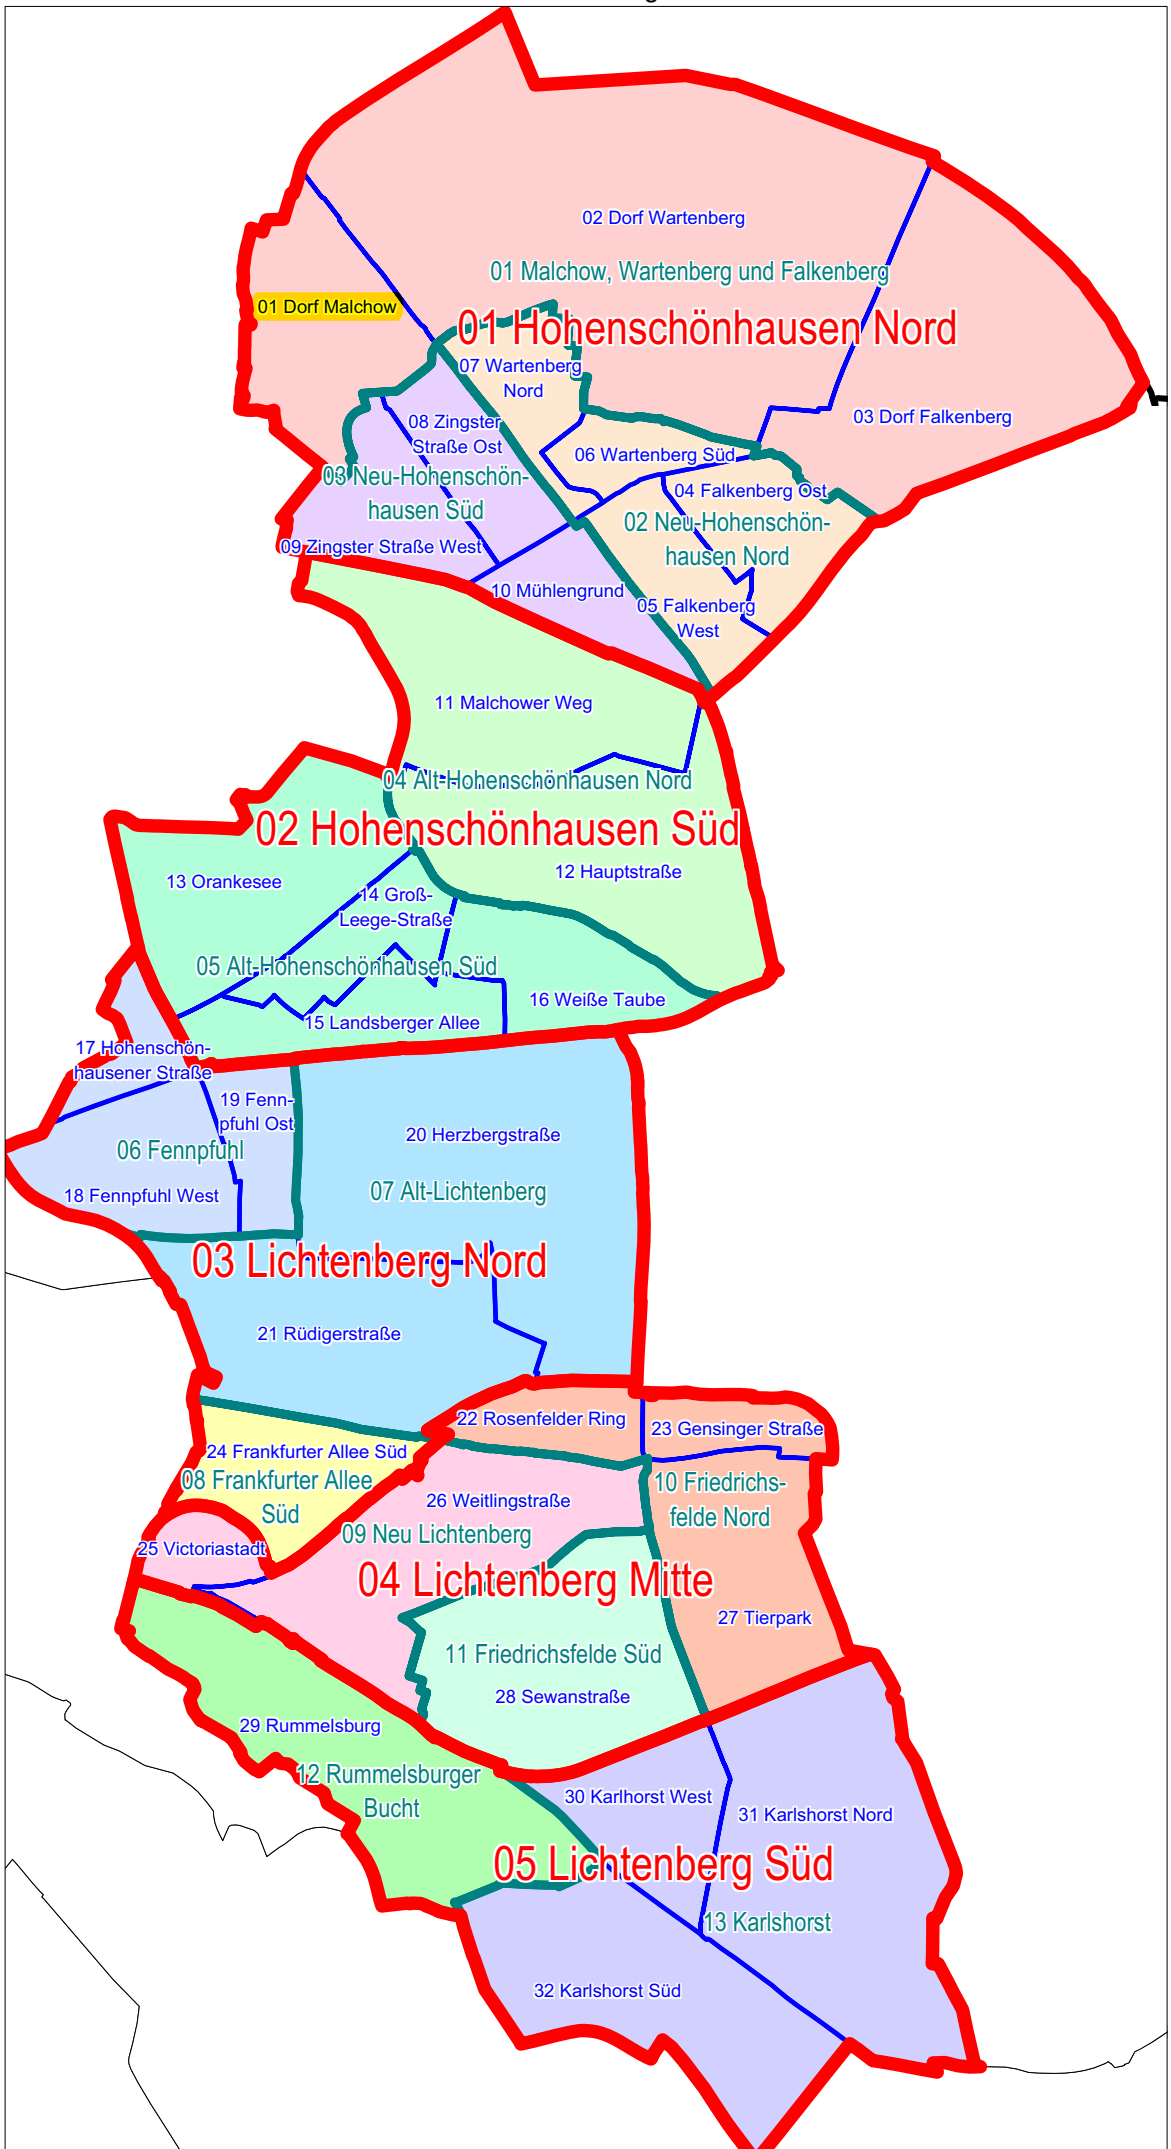 02 Dorf Wartenberg
01 Malchow, Wartenberg und Falkenberg
01 Dorf Malchow
01 Hohenschönhausen Nord
07 Wartenberg
Nord
03 Dorf Falkenberg
08 Zingster
Straße Ost
06 Wartenberg Süd
03 Neu-Hohenschön-
hausen Süd
04 Falkenberg Ost
02 Neu-Hohenschön-
hausen Nord
09 Zingster Straße West
10 Mühlengrund
05 Falkenberg
West
11 Malchower Weg
04 Alt-Hohenschönhausen Nord
02 Hohenschönhausen Süd
12 Hauptstraße
13 Orankesee
14 Groß-
Leege-Straße
05 Alt-Hohenschönhausen Süd
16 Weiße Taube
15 Landsberger Allee
17 Hohenschön-
hausener Straße
19 Fenn-
pfuhl Ost
20 Herzbergstraße
06 Fennpfuhl
18 Fennpfuhl West
07 Alt-Lichtenberg
03 Lichtenberg Nord
21 Rüdigerstraße
22 Rosenfelder Ring
23 Gensinger Straße
24 Frankfurter Allee Süd
08 Frankfurter Allee
Süd
10 Friedrichs-
felde Nord
26 Weitlingstraße
09 Neu Lichtenberg
25 Victoriastadt
04 Lichtenberg Mitte
27 Tierpark
11 Friedrichsfelde Süd
28 Sewanstraße
29 Rummelsburg
12 Rummelsburger
Bucht
30 Karlhorst West
31 Karlshorst Nord
05 Lichtenberg Süd
13 Karlshorst
32 Karlshorst Süd